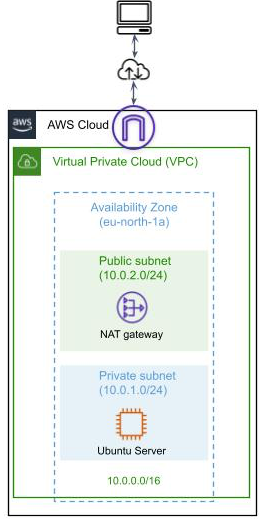 aws
AWS Cloud
Virtual Private Cloud (VPC)
Availability Zone
(eu-north-1a)
Public subnet
(10.0.2.0/24)
NAT gateway
Private subnet
(10.0.1.0/24)
Ubuntu Server
10.0.0.0/16